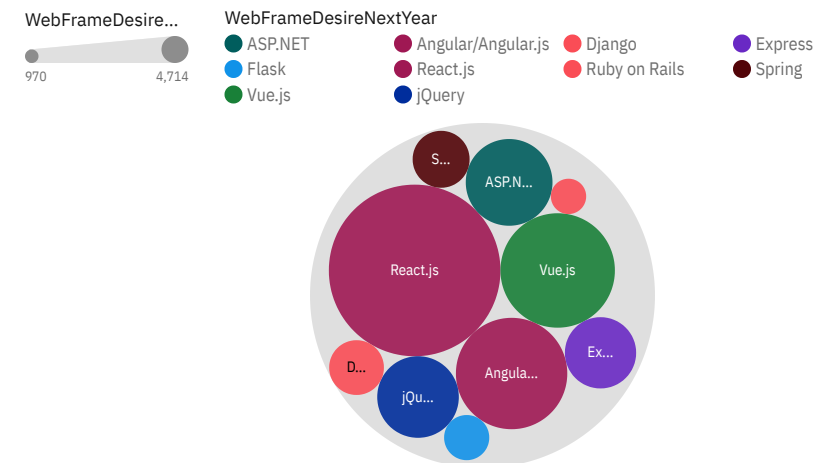 WebFrameDesire...
970 4,714
WebFrameDesireNextYear
ASP.NET Angular/Angular.js Django Express
Flask React.js Ruby on Rails Spring
Vue.js jQuery
S...
ASP.N...
React.js
Vue.js
Ex...
D...
Angula...
jQu...